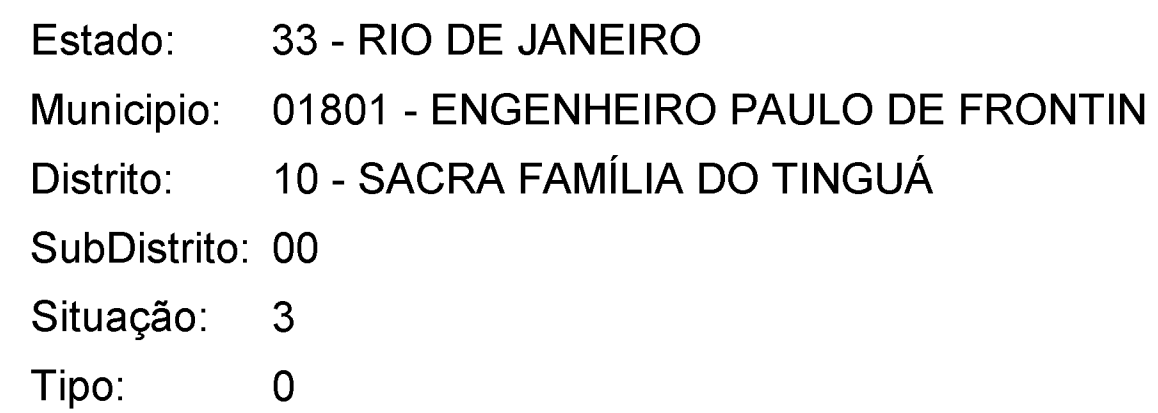 Estado: 33 - RIO DE JANEIRO
Municipio: 01801 - ENGENHEIRO PAULO DE FRONTIN
Distrito: 10 - SACRA FAMÍLIA DO TINGUÁ
SubDistrito: 00
Situação: 3
Tipo: 0